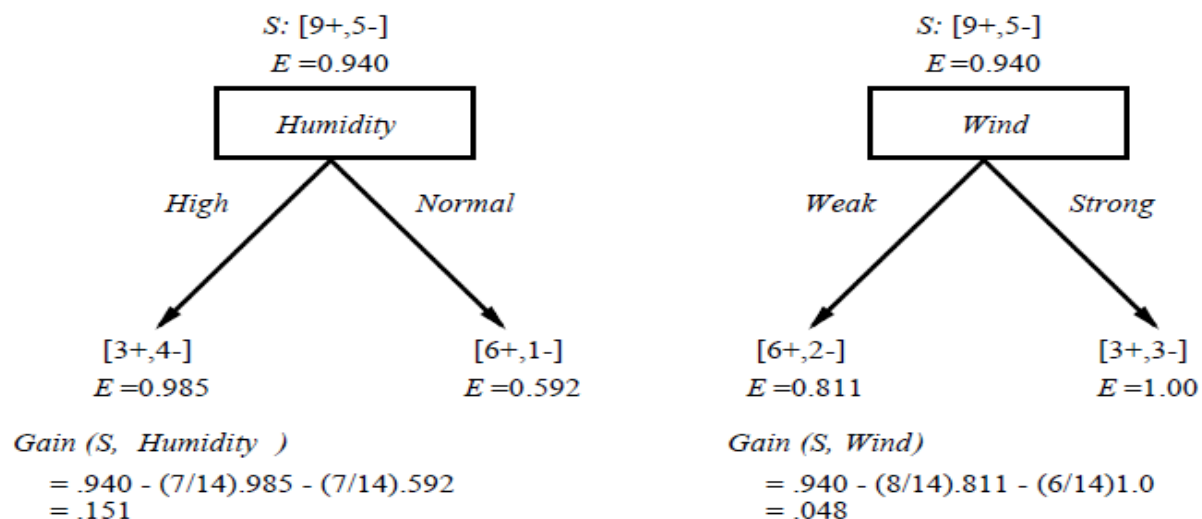 S: [9+,5-]
E =0.940
Humidity
High
Normal
[3+,4-]
E =0.985
[6+,1-]
E =0.592
Gain (S, Humidity )
= .940 - (7/14).985 - (7/14).592
= .151
S: [9+,5-]
E =0.940
Wind
Weak
Strong
[6+,2-]
E =0.811
[3+,3-]
E =1.00
Gain (S, Wind)
= .940 - (8/14).811 - (6/14)1.0
= .048